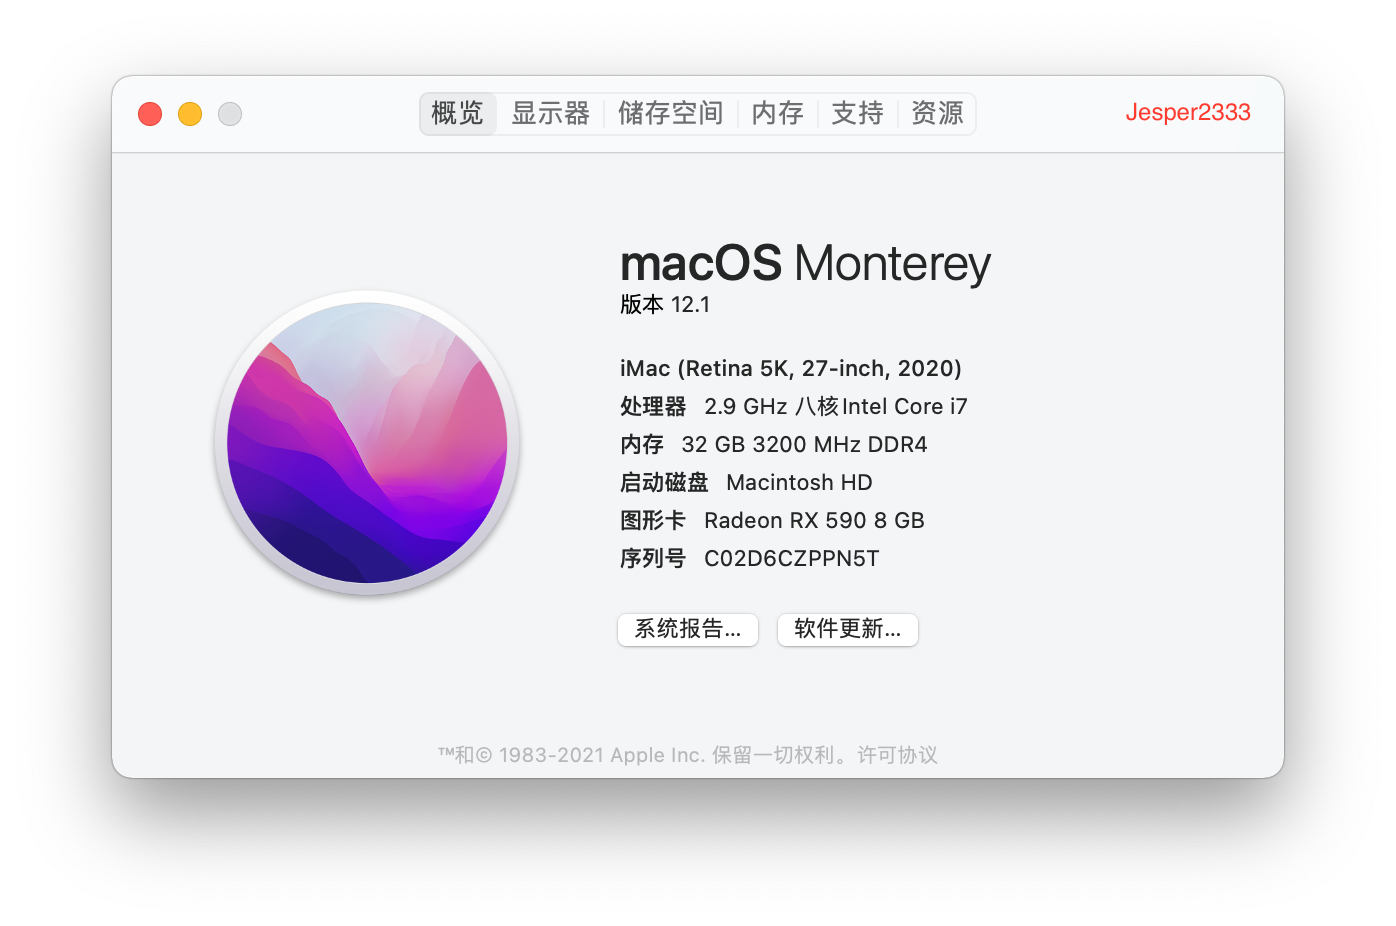 概览 显示器 储存空间 内存 支持 资源 Jesper2333
macOS Monterey
版本 12.1
iMac (Retina 5K, 27-inch, 2020)
处理器 2.9 GHz 八核Intel Core i7
内存 32 GB 3200 MHz DDR4
启动磁盘 Macintosh HD
图形卡 Radeon RX 590 8 GB
序列号 C02D6CZPPN5T
系统报告... 软件更新...
™和© 1983-2021 Apple Inc. 保留一切权利。许可协议